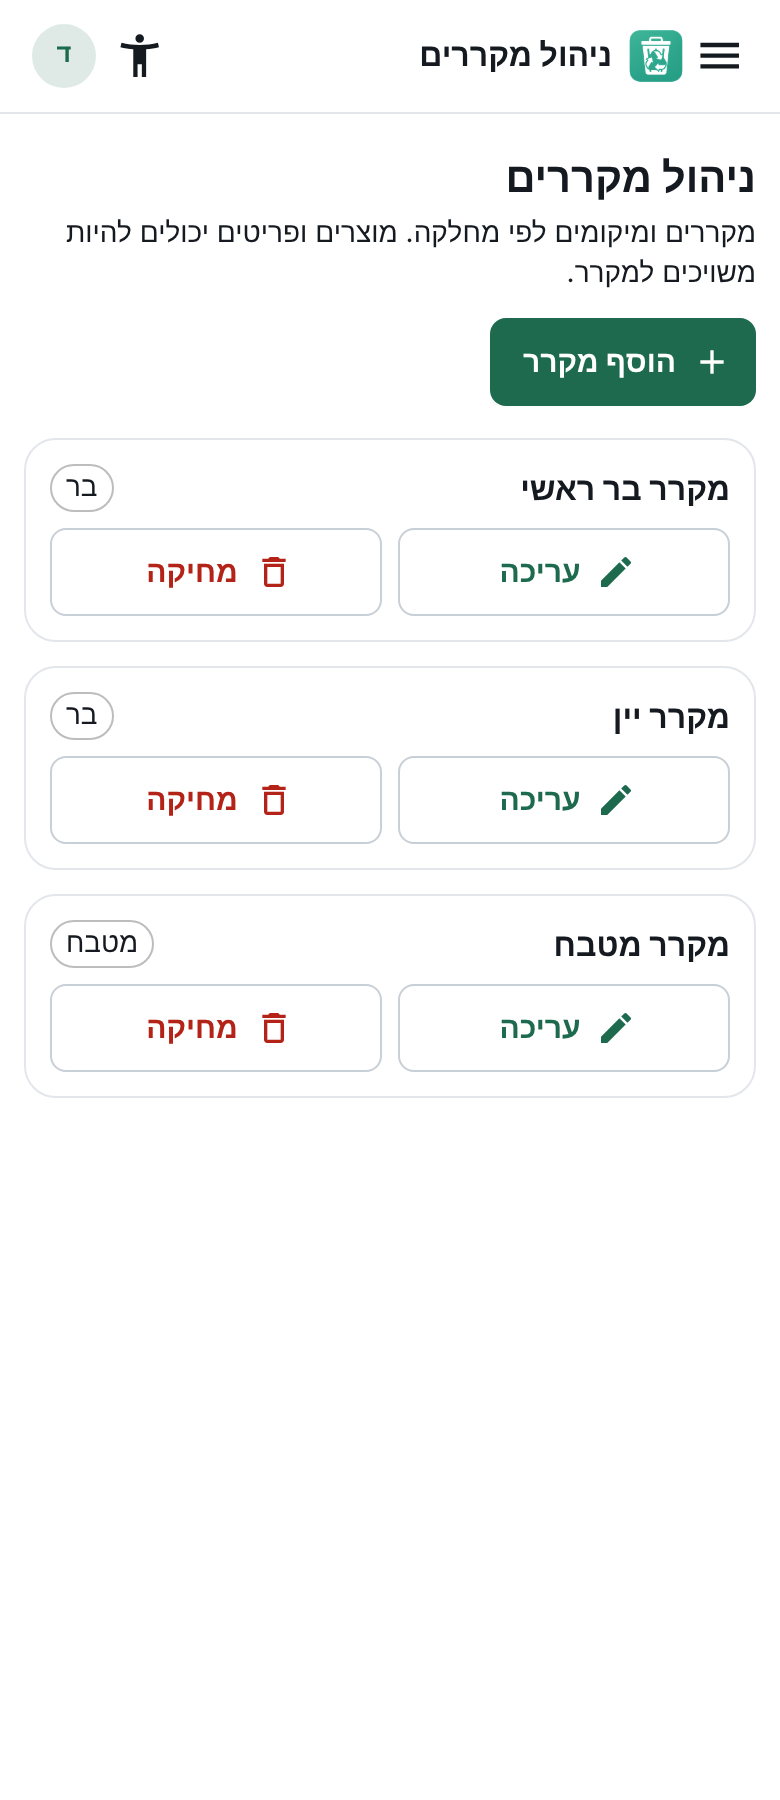 ניהול מקררים
ד
ניהול מקררים
מקררים ומיקומים לפי מחלקה. מוצרים ופריטים יכולים להיות
משויכים למקרר.
הוסף מקרר
מקרר בר ראשי
בר
עריכה
מחיקה
מקרר יין
בר
עריכה
מחיקה
מקרר מטבח
מטבח
עריכה
מחיקה